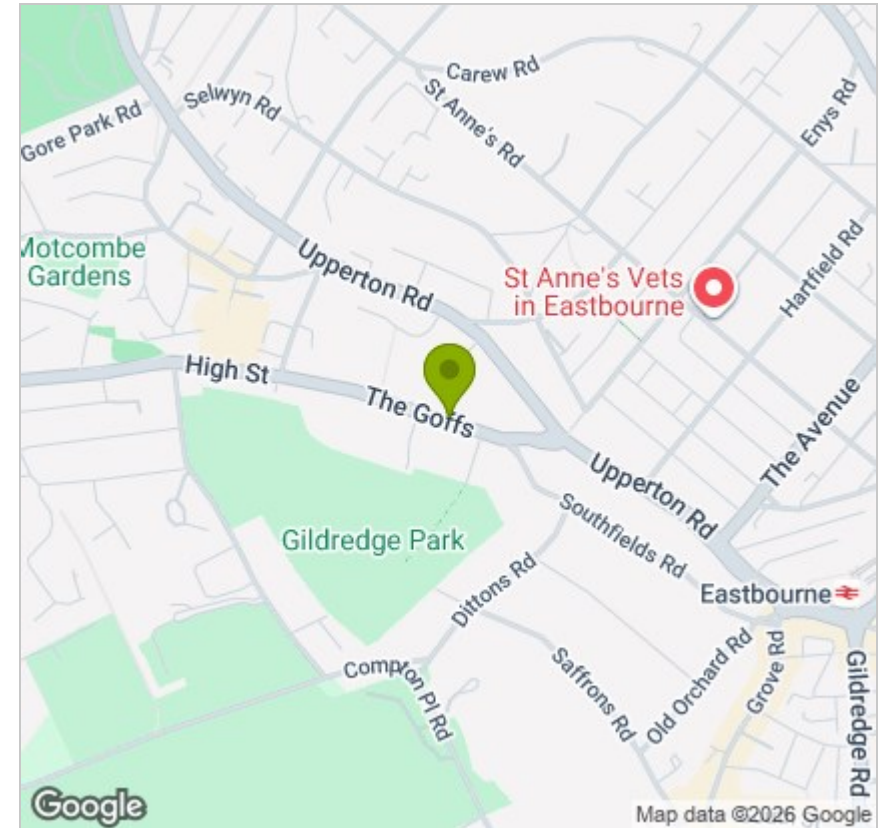 Carew Rd
Selwyn Rd
St Anne's Rd
Enys Rd
Gore Park Rd
Motcombe
Gardens
Upperton Rd
Hartfield Rd
St Anne's Vets
in Eastbourne
High St
The Goffs
The Avenue
Upperton Rd
Southfields Rd
Gildredge Park
Dittons Rd
Eastbourne
Compton Pl Rd
Saffrons Rd
Old Orchard Rd
Grove Rd
Gildredge Rd
Google
Map data ©2026 Google